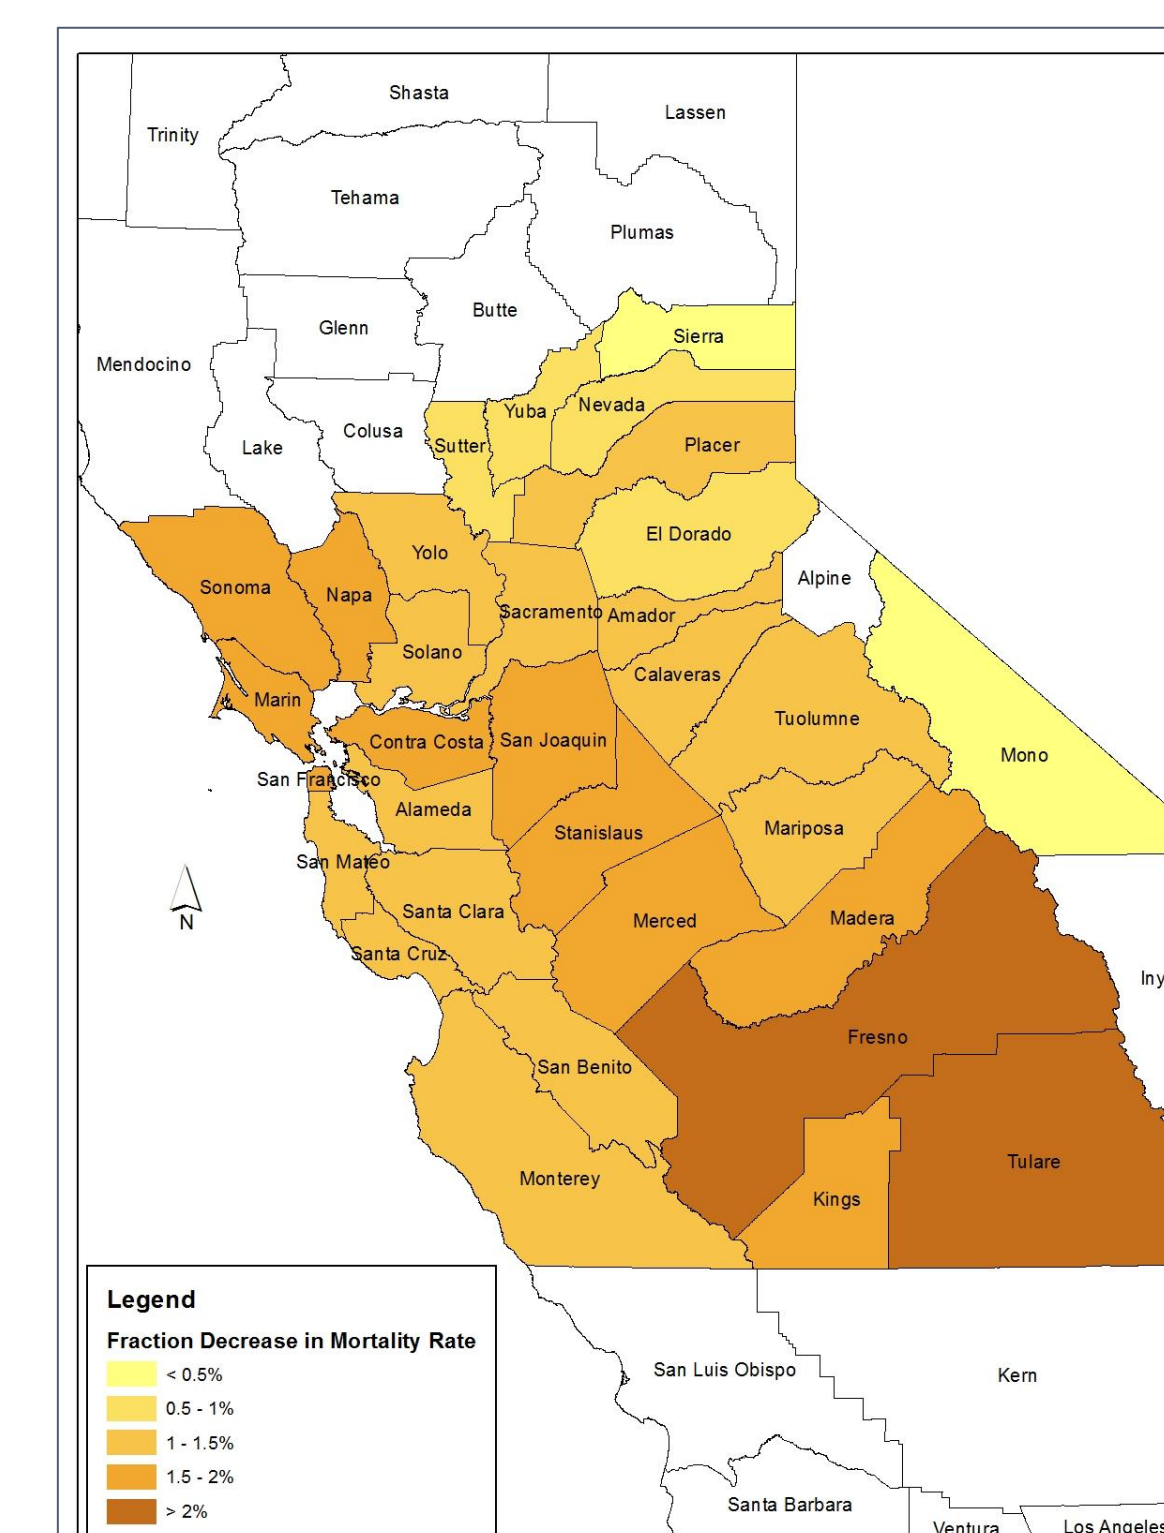 Shasta
Lassen
Trinity
Tehama
Plumas
Butte
Glenn
Sierra
Mendocino
Nevada
Yuba
Colusa
Sutter
Placer
Lake
El Dorado
Yolo
Alpine
Sonoma
Napa
Sacramento
Amador
Solano
Calaveras
Marin
Tuolumne
Contra Costa
San Joaquin
Mono
San Francisco
Alameda
Mariposa
Stanislaus
San Mateo
Santa Clara
Merced
Madera
N
Santa Cruz
Iny
Fresno
San Benito
Tulare
Monterey
Kings
Legend
Fraction Decrease in Mortality Rate
< 0.5%
0.5 - 1%
1 - 1.5%
1.5 - 2%
> 2%
San Luis Obispo
Kern
Santa Barbara
Ventura
Los Angeles